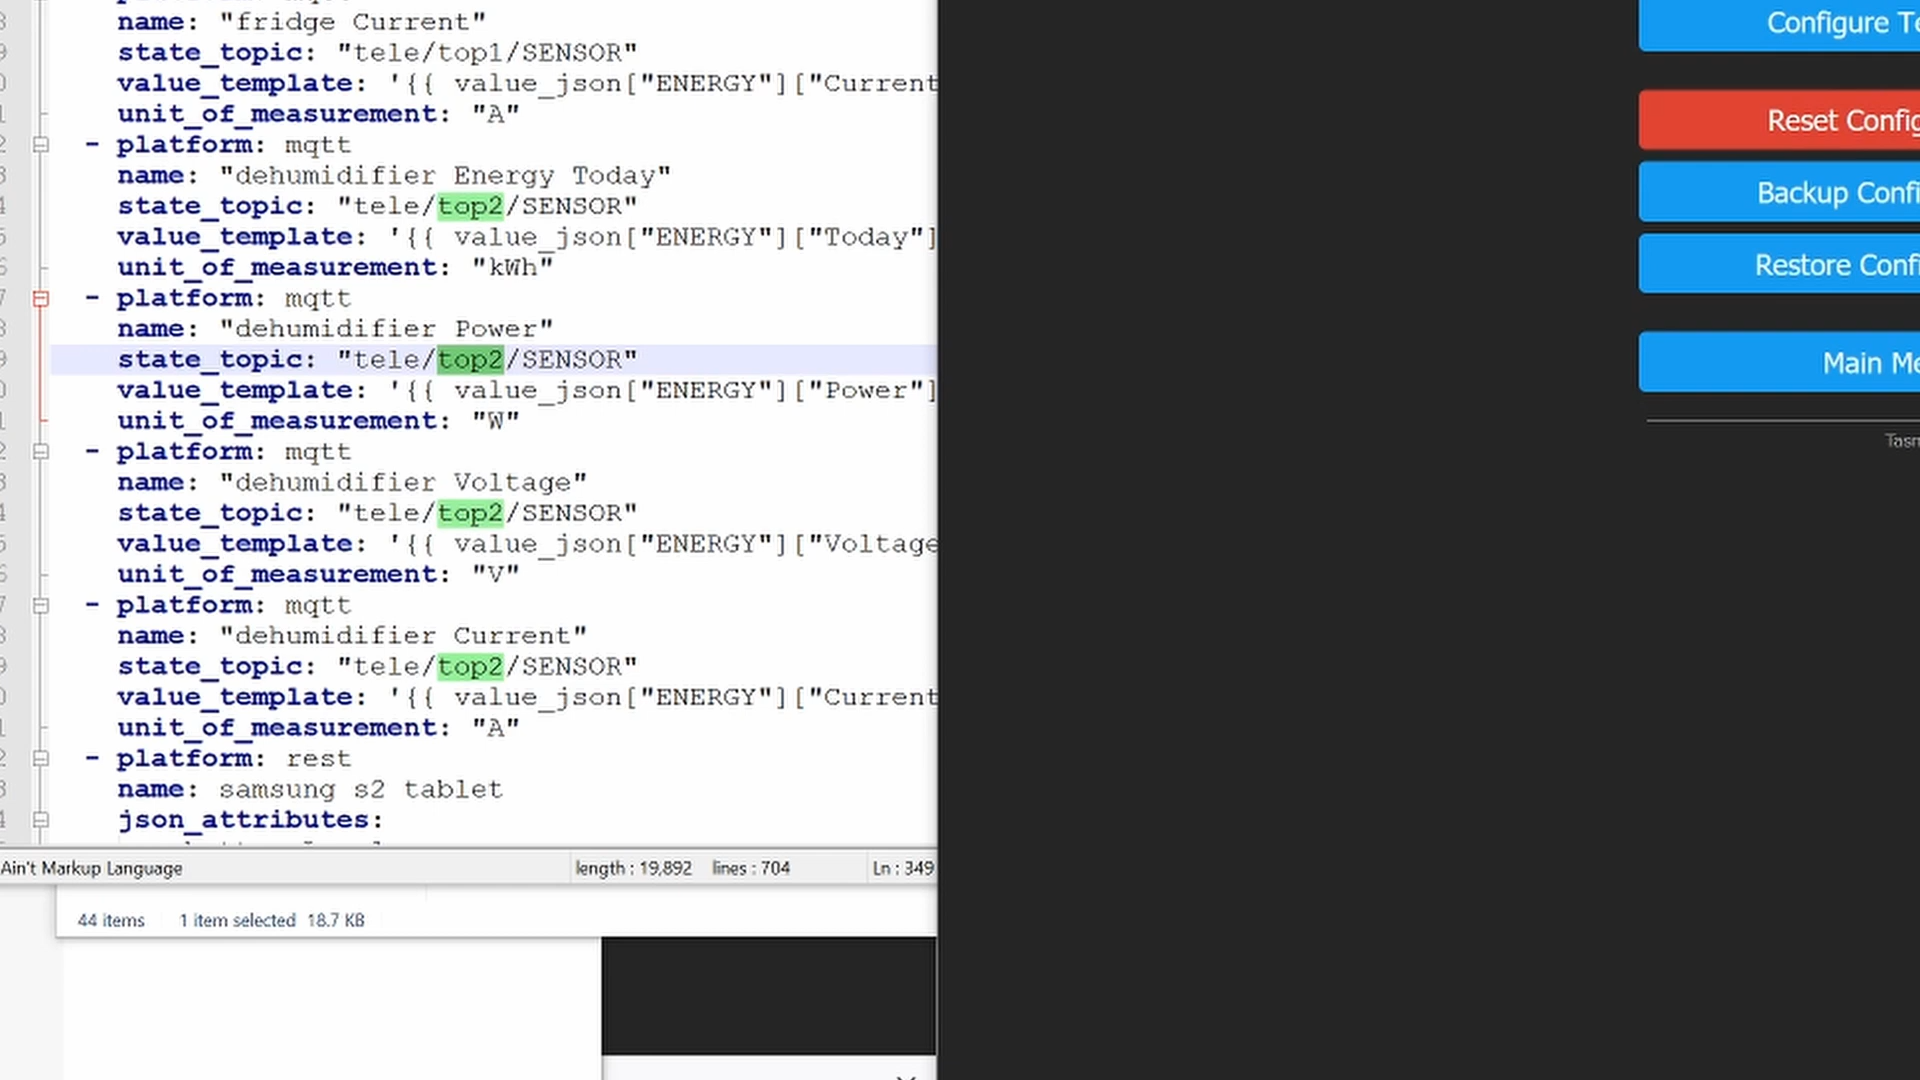 name: "fridge Current"
state_topic: "tele/top1/SENSOR"
value_template: '{{ value_json["ENERGY"]["Current
unit_of_measurement: "A"
- platform: mqtt
name: "dehumidifier Energy Today"
state_topic: "tele/top2/SENSOR"
value_template: '{{ value_json["ENERGY"]["Today"]
unit_of_measurement: "kWh"
- platform: mqtt
name: "dehumidifier Power"
state_topic: "tele/top2/SENSOR"
value_template: '{{ value_json["ENERGY"]["Power"]
unit_of_measurement: "W"
- platform: mqtt
name: "dehumidifier Voltage"
state_topic: "tele/top2/SENSOR"
value_template: '{{ value_json["ENERGY"]["Voltage
unit_of_measurement: "V"
- platform: mqtt
name: "dehumidifier Current"
state_topic: "tele/top2/SENSOR"
value_template: '{{ value_json["ENERGY"]["Current
unit_of_measurement: "A"
- platform: rest
name: samsung s2 tablet
json_attributes:
Ain't Markup Language length : 19,892 lines : 704 Ln : 349
44 items 1 item selected 18.7 KB
Configure Te
Reset Config
Backup Confi
Restore Confi
Main Me
Tasm